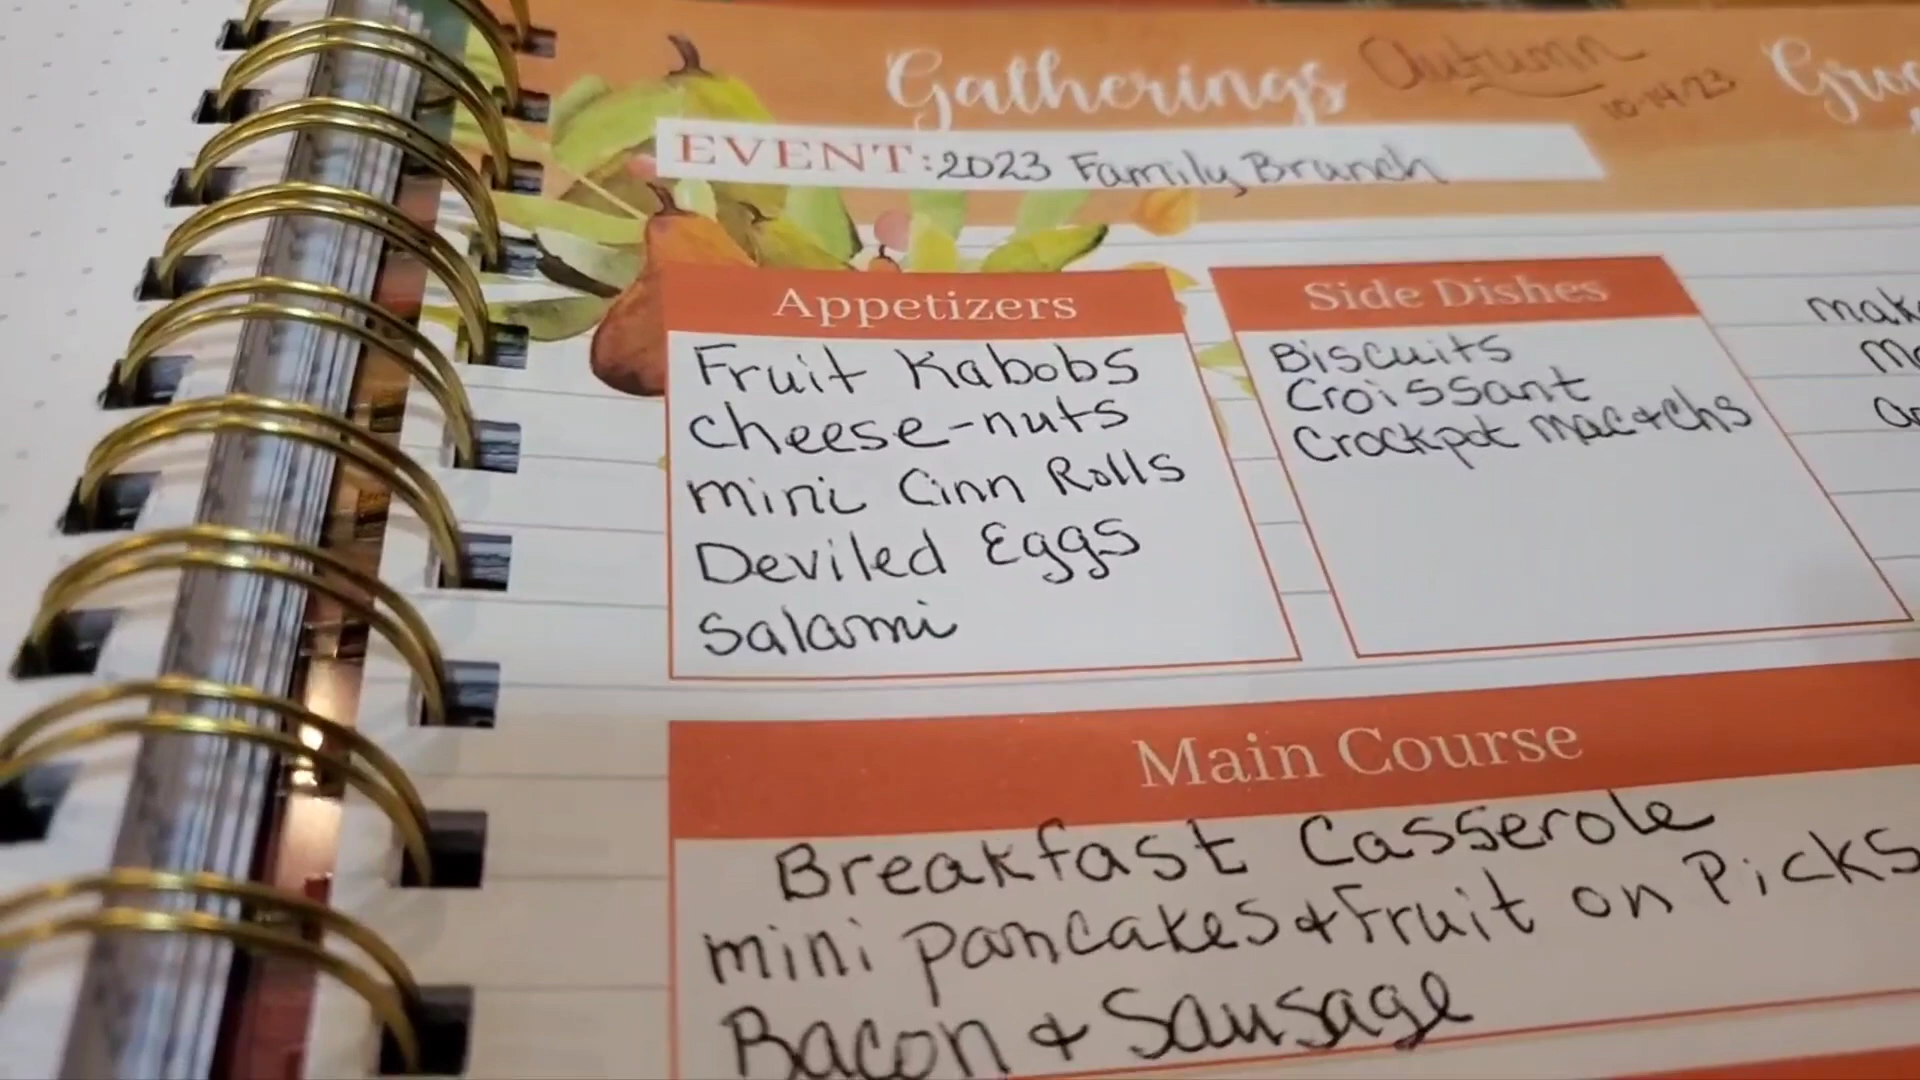 Gatherings Autumn
10-14-23
EVENT: 2023 Family Branch
Appetizers
Fruit Kabobs
Cheese-nuts
mini Cinn Rolls
Deviled Eggs
Salami
Side Dishes
Biscuits
Croissant
Crockpot Mac+Chs
Main Course
Breakfast Casserole
mini pancakes + Fruit on Picks
Bacon + Sausage